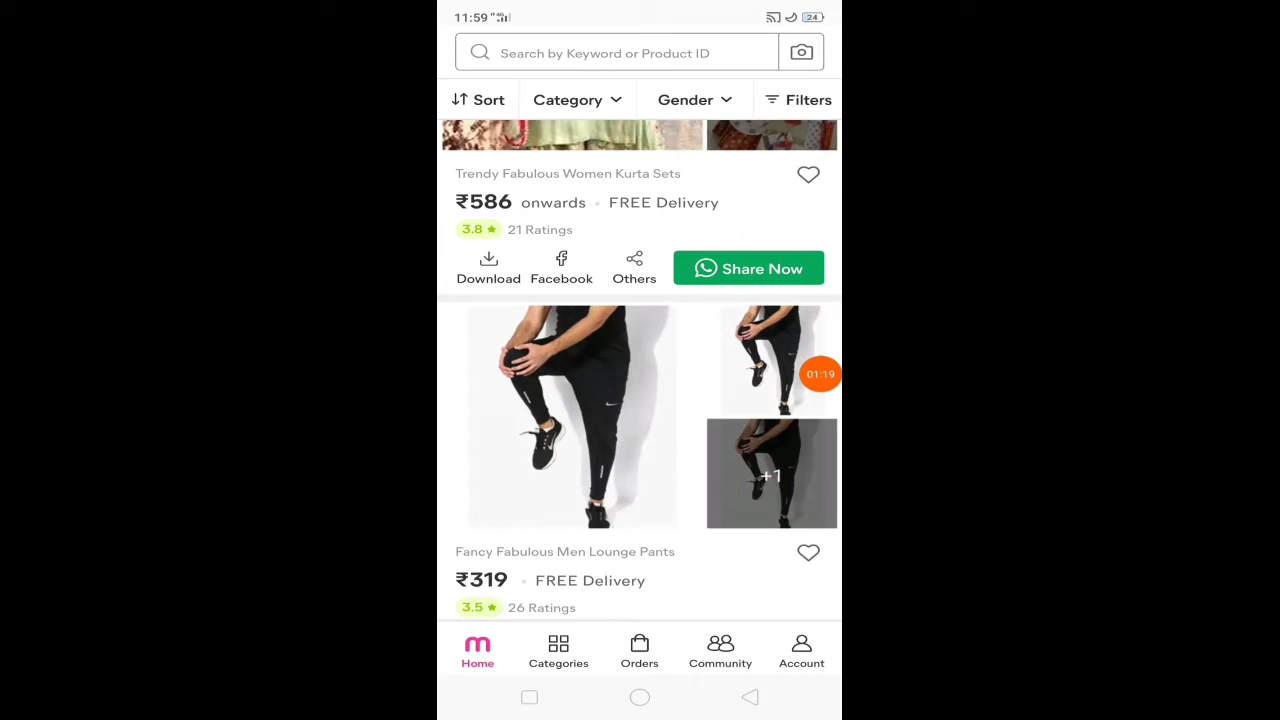 11:59 4G 24
Search by Keyword or Product ID
Sort Category Gender Filters
Trendy Fabulous Women Kurta Sets
₹586 onwards • FREE Delivery
3.8 ★ 21 Ratings
Download Facebook Others Share Now
01:19
+1
Fancy Fabulous Men Lounge Pants
₹319 • FREE Delivery
3.5 ★ 26 Ratings
m
Home Categories Orders Community Account